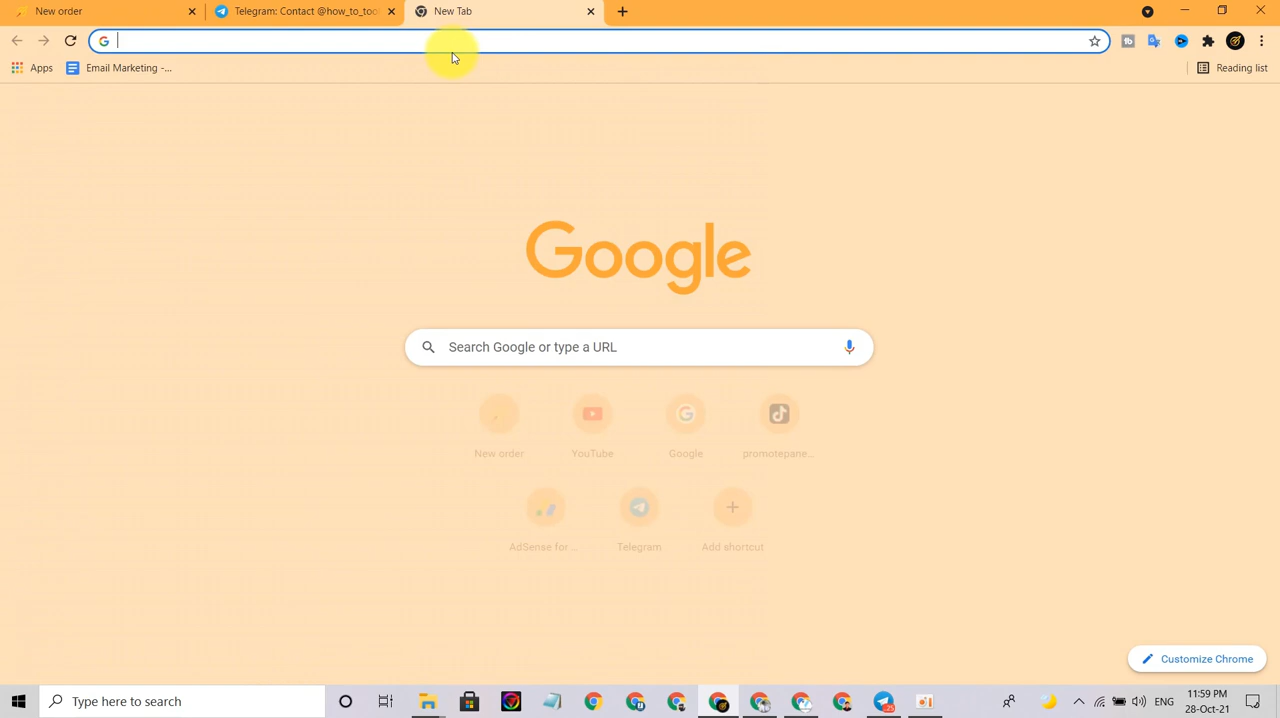 New order
Telegram: Contact @how_to_tool
New Tab
Apps
Email Marketing -...
Reading list
Google
Search Google or type a URL
New order
YouTube
Google
promotepane...
AdSense for ...
Telegram
Add shortcut
Customize Chrome
Type here to search
25
ENG
11:59 PM
28-Oct-21